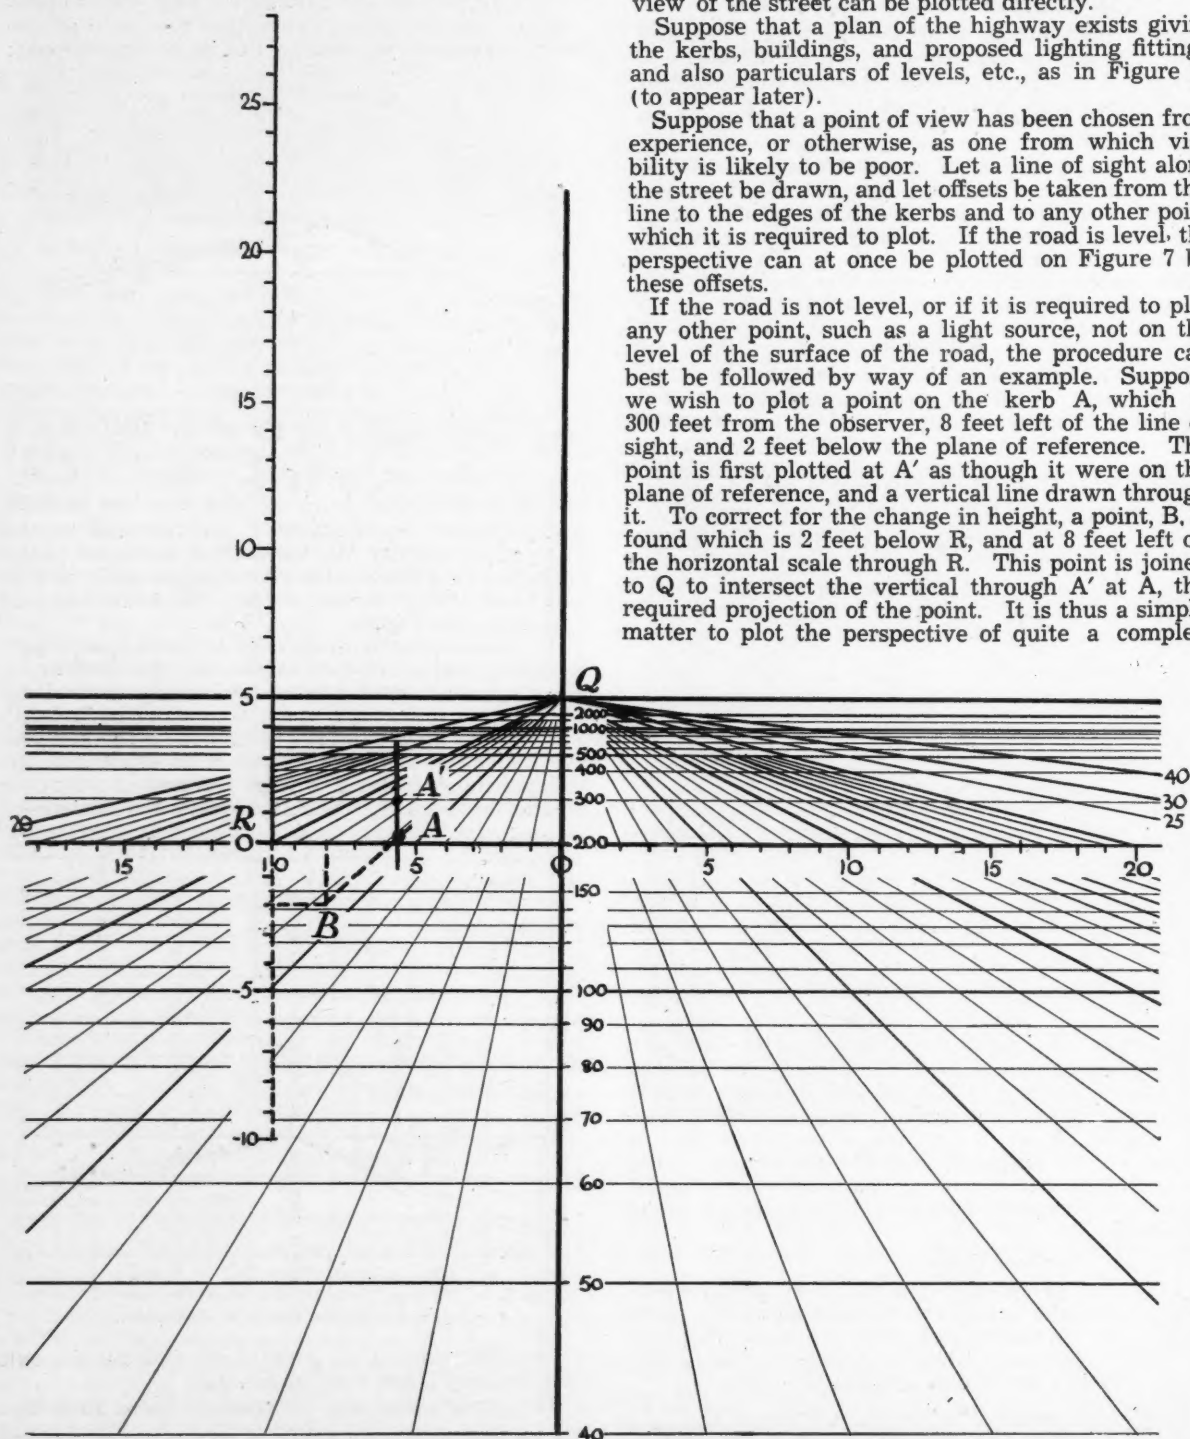 view of the street can be plotted directly.
Suppose that a plan of the highway exists givi
the kerbs, buildings, and proposed lighting fitting
and also particulars of levels, etc., as in Figure
(to appear later).
Suppose that a point of view has been chosen fro
experience, or otherwise, as one from which vi
bility is likely to be poor. Let a line of sight alon
the street be drawn, and let offsets be taken from th
line to the edges of the kerbs and to any other poi
which it is required to plot. If the road is level, th
perspective can at once be plotted on Figure 7 b
these offsets.
If the road is not level, or if it is required to pl
any other point, such as a light source, not on th
level of the surface of the road, the procedure ca
best be followed by way of an example. Suppo
we wish to plot a point on the kerb A, which
300 feet from the observer, 8 feet left of the line
sight, and 2 feet below the plane of reference. Th
point is first plotted at A′ as though it were on th
plane of reference, and a vertical line drawn throug
it. To correct for the change in height, a point, B,
found which is 2 feet below R, and at 8 feet left o
the horizontal scale through R. This point is joine
to Q to intersect the vertical through A′ at A, th
required projection of the point. It is thus a simpl
matter to plot the perspective of quite a comple
25
20
15
10
5
Q
2000
1000
500
400
300
200
A′
A
R
0
20
40
30
25
15
10
5
0
5
10
15
20
B
150
-5
100
90
80
70
-10
60
50
40